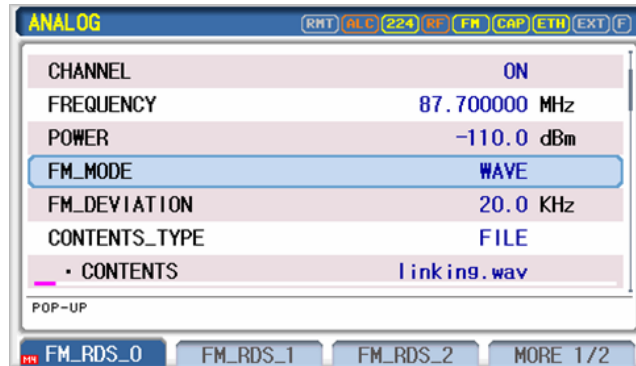 ANALOG RMT ALC 224 RF FM CAP ETH EXT F
CHANNEL ON
FREQUENCY 87.700000 MHz
POWER -110.0 dBm
FM_MODE WAVE
FM_DEVIATION 20.0 KHz
CONTENTS_TYPE FILE
· CONTENTS linking.wav
POP-UP
M4 FM_RDS_0 FM_RDS_1 FM_RDS_2 MORE 1/2